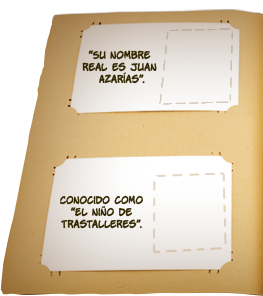 "SU NOMBRE
REAL ES JUAN
AZARÍAS".
CONOCIDO COMO
"EL NIÑO DE
TRASTALLERES".